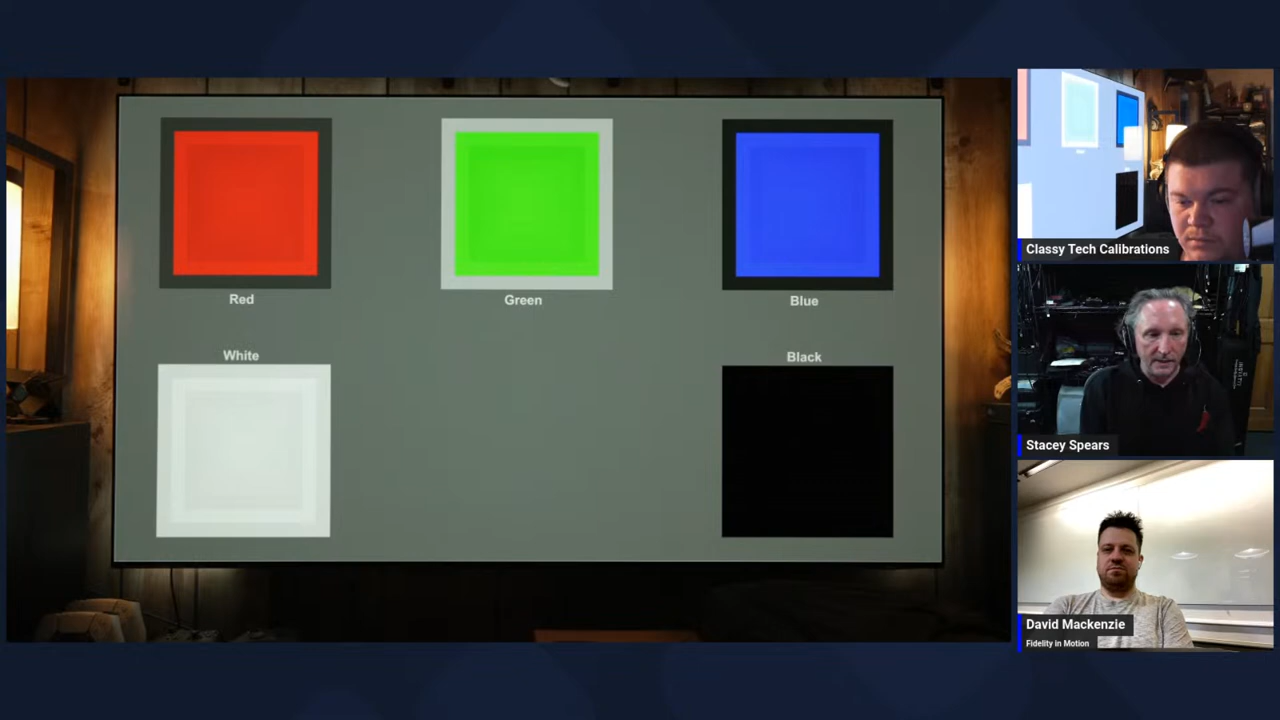 Red
Green
Blue
White
Black
Classy Tech Calibrations
Stacey Spears
David Mackenzie
Fidelity in Motion